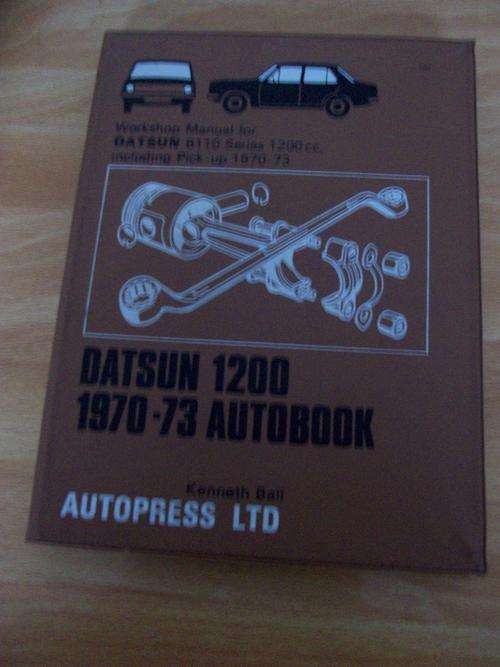 Workshop Manual for
DATSUN B110 Series 1200cc.
including Pick-up 1970-73
DATSUN 1200
1970-73 AUTOBOOK
Kenneth Ball
AUTOPRESS LTD